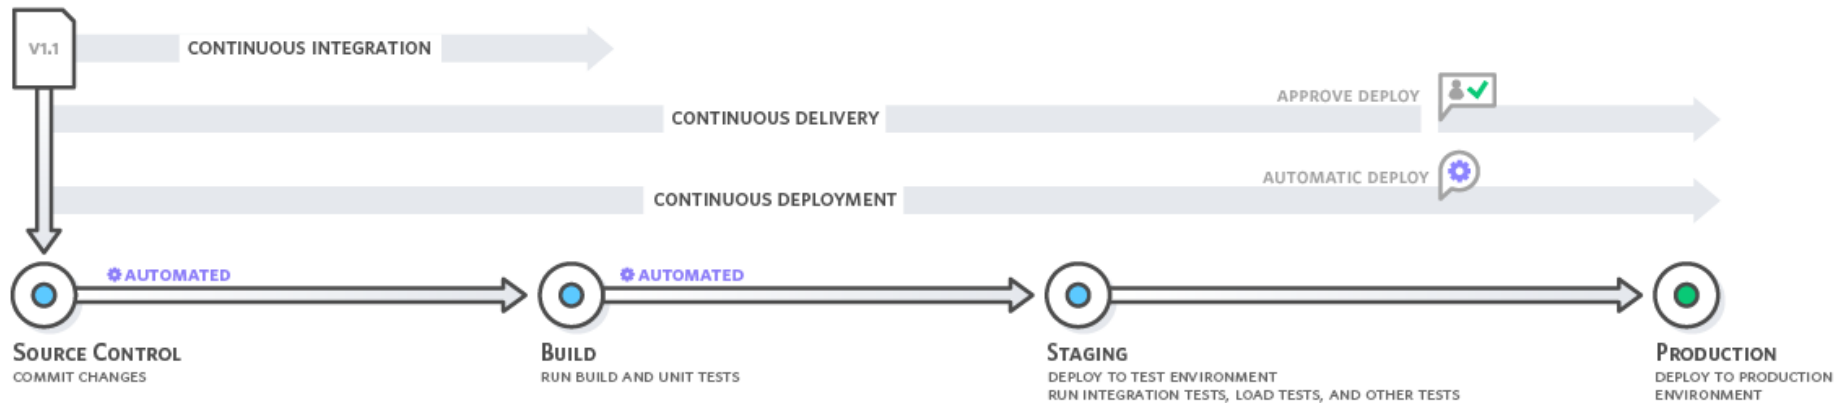 V1.1
CONTINUOUS INTEGRATION
APPROVE DEPLOY
CONTINUOUS DELIVERY
AUTOMATIC DEPLOY
CONTINUOUS DEPLOYMENT
AUTOMATED
AUTOMATED
SOURCE CONTROL
COMMIT CHANGES
BUILD
RUN BUILD AND UNIT TESTS
STAGING
DEPLOY TO TEST ENVIRONMENT
RUN INTEGRATION TESTS, LOAD TESTS, AND OTHER TESTS
PRODUCTION
DEPLOY TO PRODUCTION
ENVIRONMENT